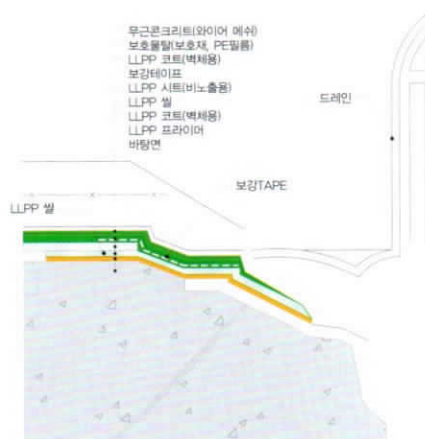 무근콘크리트(와이어 메쉬)
보호몰탈(보호재, PE필름)
LLPP 코트(벽체용)
보강테이프
LLPP 시트(비노출용)
LLPP 씰
LLPP 코트(벽체용)
LLPP 프라이머
바탕면
드레인
보강TAPE
LLPP 씰